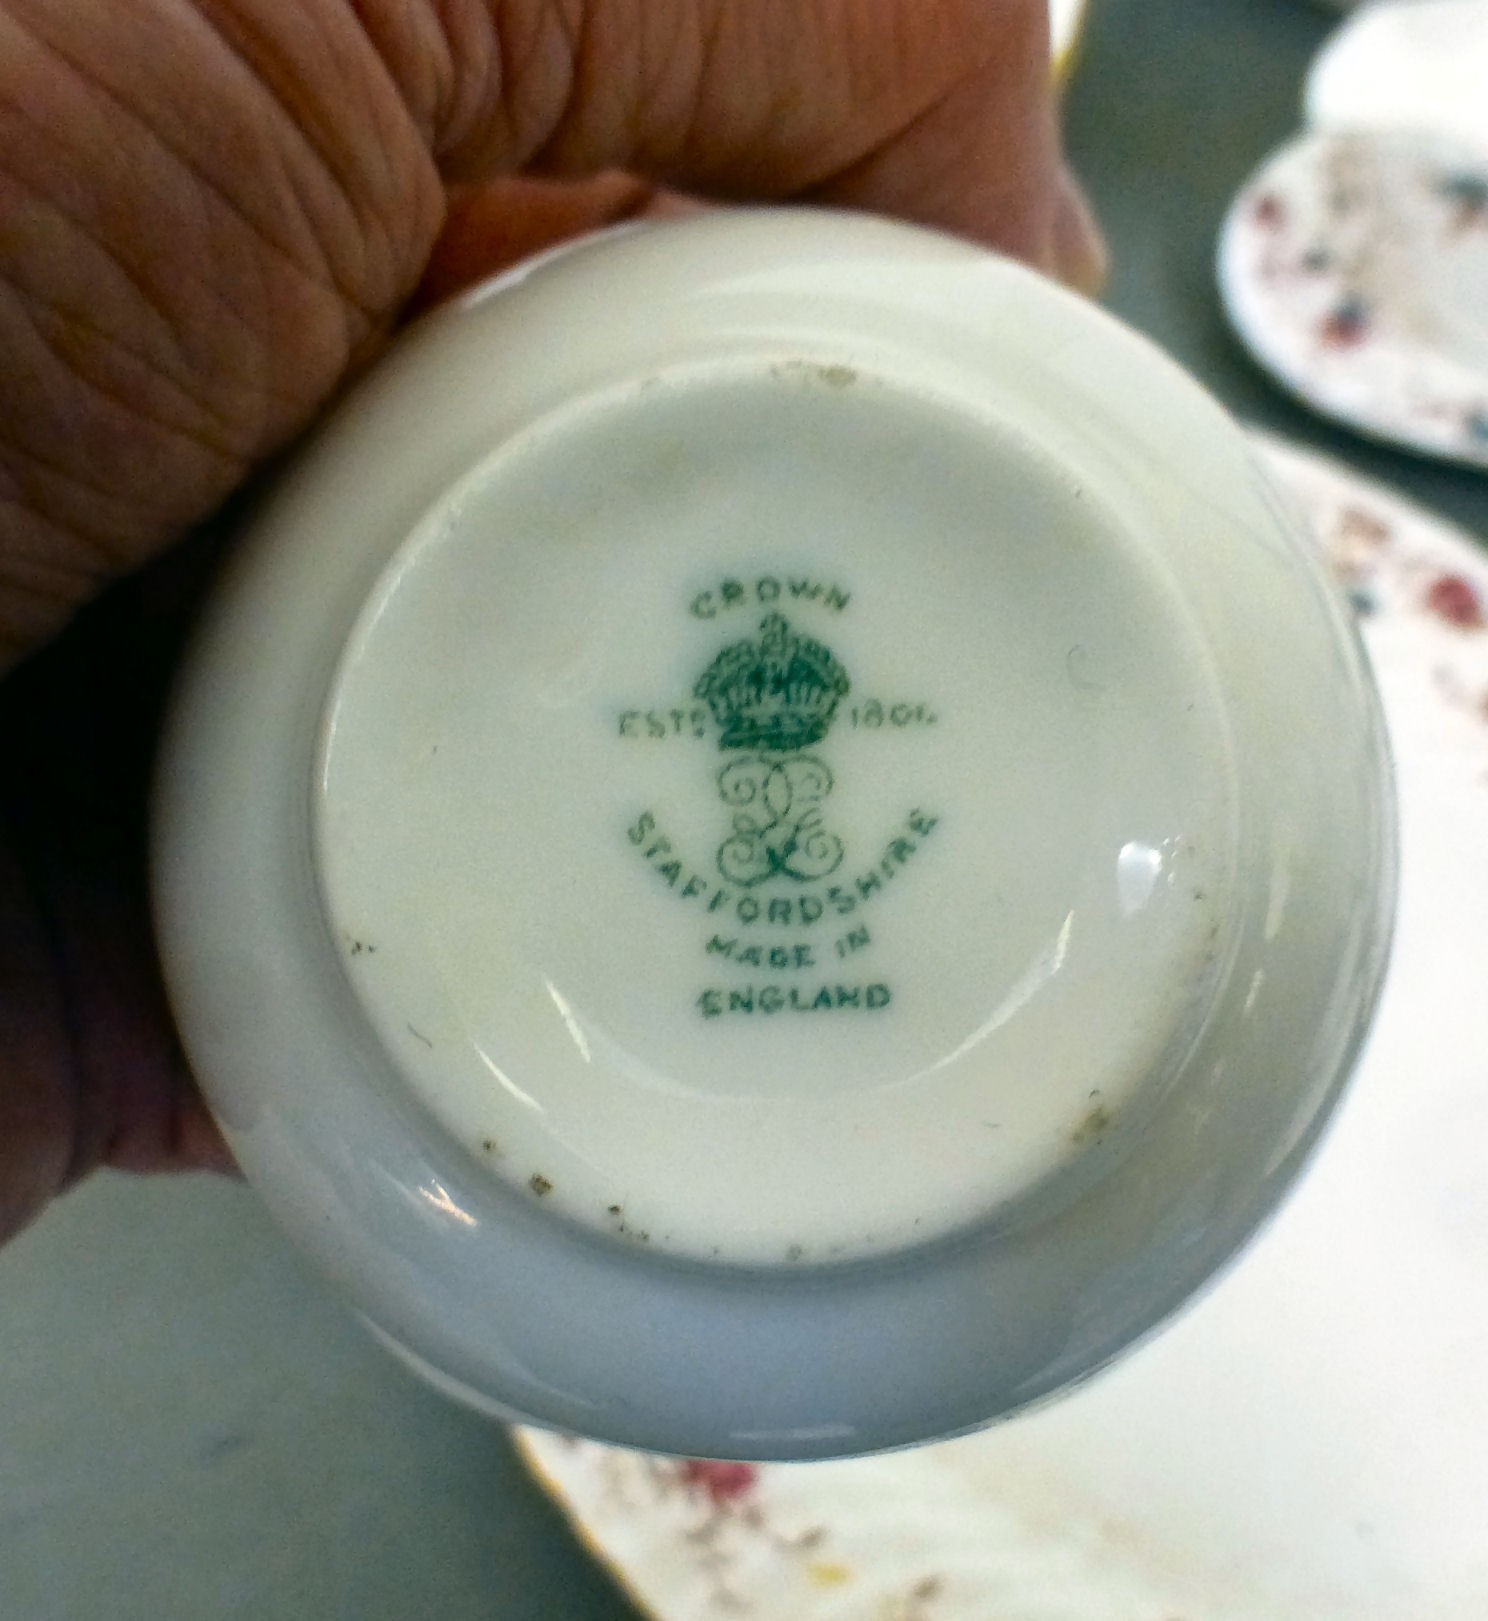 CROWN
ESTD 1801.
STAFFORDSHIRE
MADE IN
ENGLAND